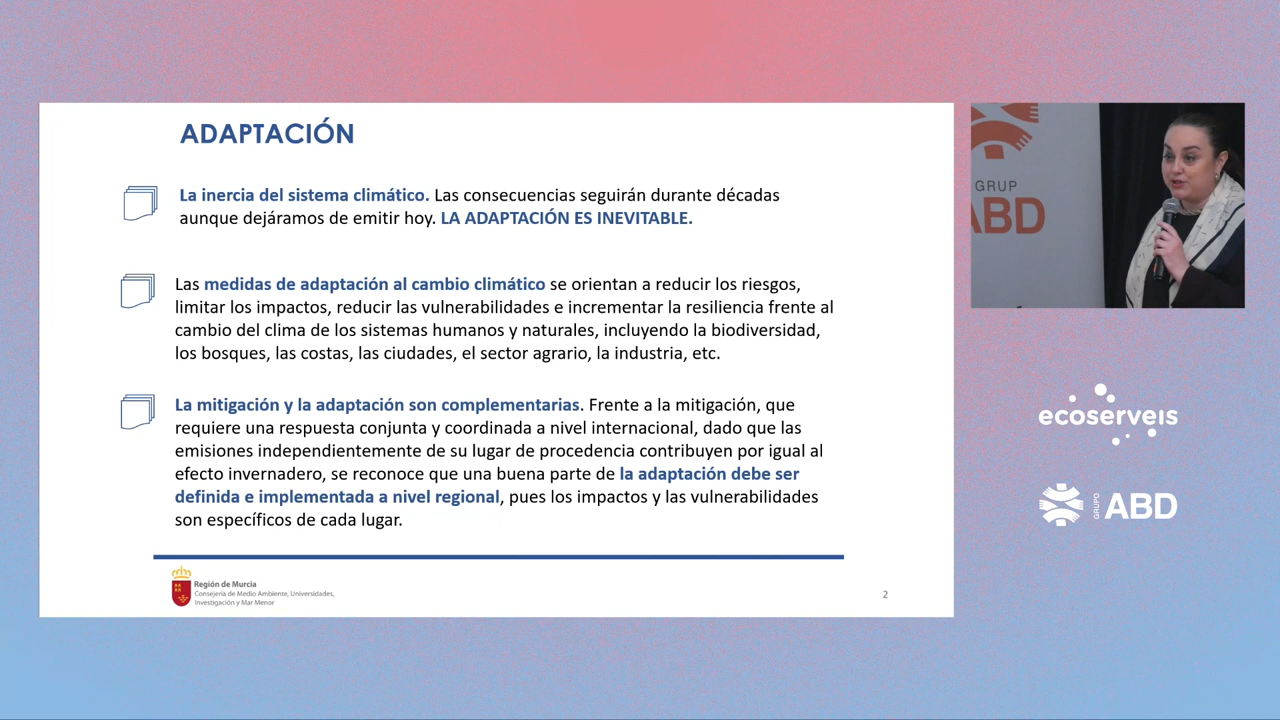 ADAPTACIÓN
La inercia del sistema climático. Las consecuencias seguirán durante décadas
aunque dejáramos de emitir hoy. LA ADAPTACIÓN ES INEVITABLE.
Las medidas de adaptación al cambio climático se orientan a reducir los riesgos,
limitar los impactos, reducir las vulnerabilidades e incrementar la resiliencia frente al
cambio del clima de los sistemas humanos y naturales, incluyendo la biodiversidad,
los bosques, las costas, las ciudades, el sector agrario, la industria, etc.
La mitigación y la adaptación son complementarias. Frente a la mitigación, que
requiere una respuesta conjunta y coordinada a nivel internacional, dado que las
emisiones independientemente de su lugar de procedencia contribuyen por igual al
efecto invernadero, se reconoce que una buena parte de la adaptación debe ser
definida e implementada a nivel regional, pues los impactos y las vulnerabilidades
son específicos de cada lugar.
Región de Murcia
Consejería de Medio Ambiente, Universidades,
Investigación y Mar Menor
2
GRUP
ABD
ecoserveis
GRUPO ABD